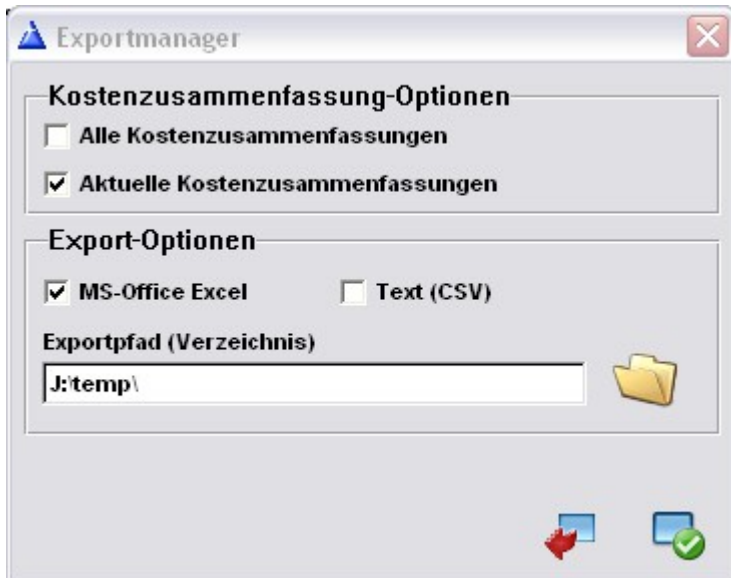 Exportmanager
Kostenzusammenfassung-Optionen
Alle Kostenzusammenfassungen
Aktuelle Kostenzusammenfassungen
Export-Optionen
MS-Office Excel Text (CSV)
Exportpfad (Verzeichnis)
J:\temp\